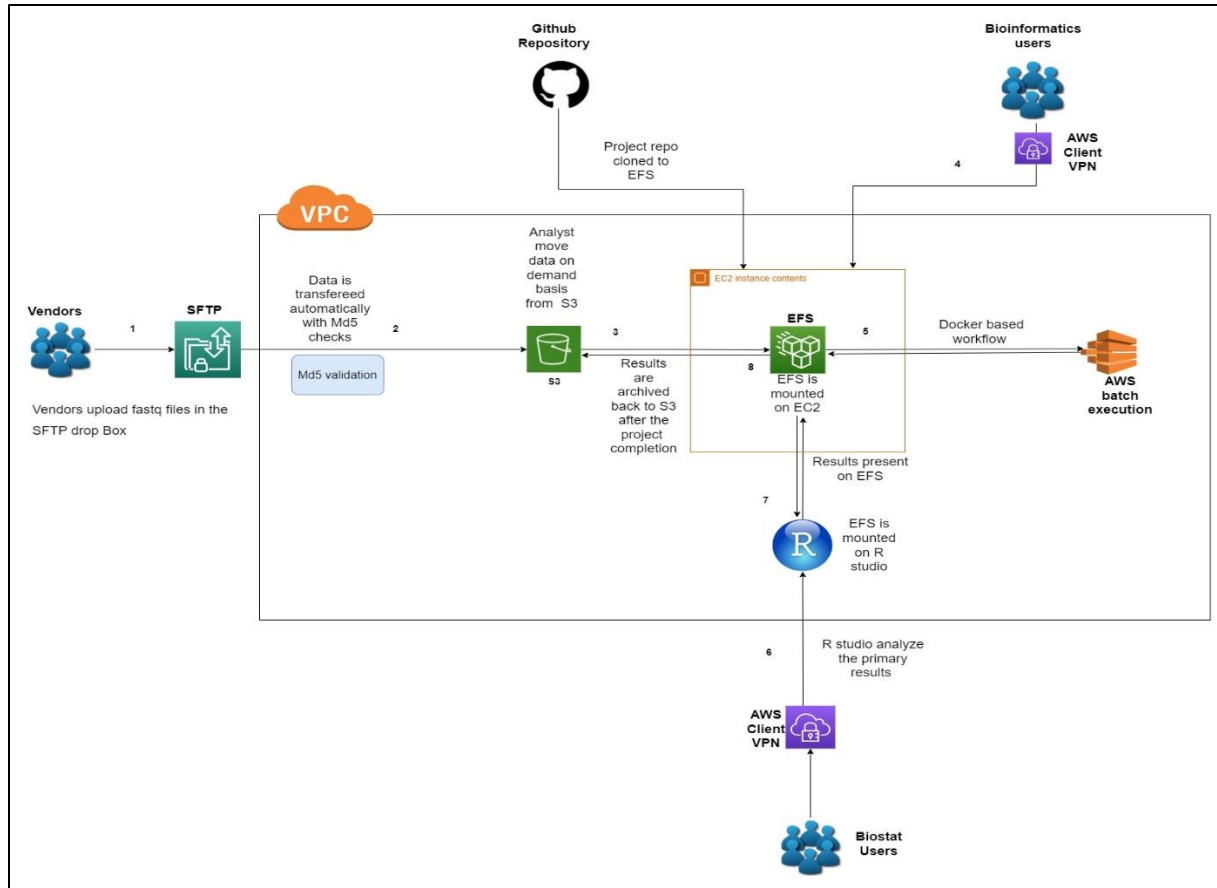 Github
Repository
Bioinformatics
users
AWS
Client
VPN
Project repo
cloned to
EFS
4
VPC
Analyst
move data on
demand
basis
from S3
EC2 instance contents
Vendors
1
SFTP
Data is
transfereed
automatically
with Md5
checks
2
Md5 validation
S3
3
Results
are
archived
back to S3
after the
project
completion
8
EFS
EFS is
mounted
on EC2
5
Docker based
workflow
AWS
batch
execution
Vendors upload fastq files in the
SFTP drop Box
Results present
on EFS
7
R
EFS is
mounted
on R
studio
6
R studio analyze
the primary
results
AWS
Client
VPN
Biostat
Users